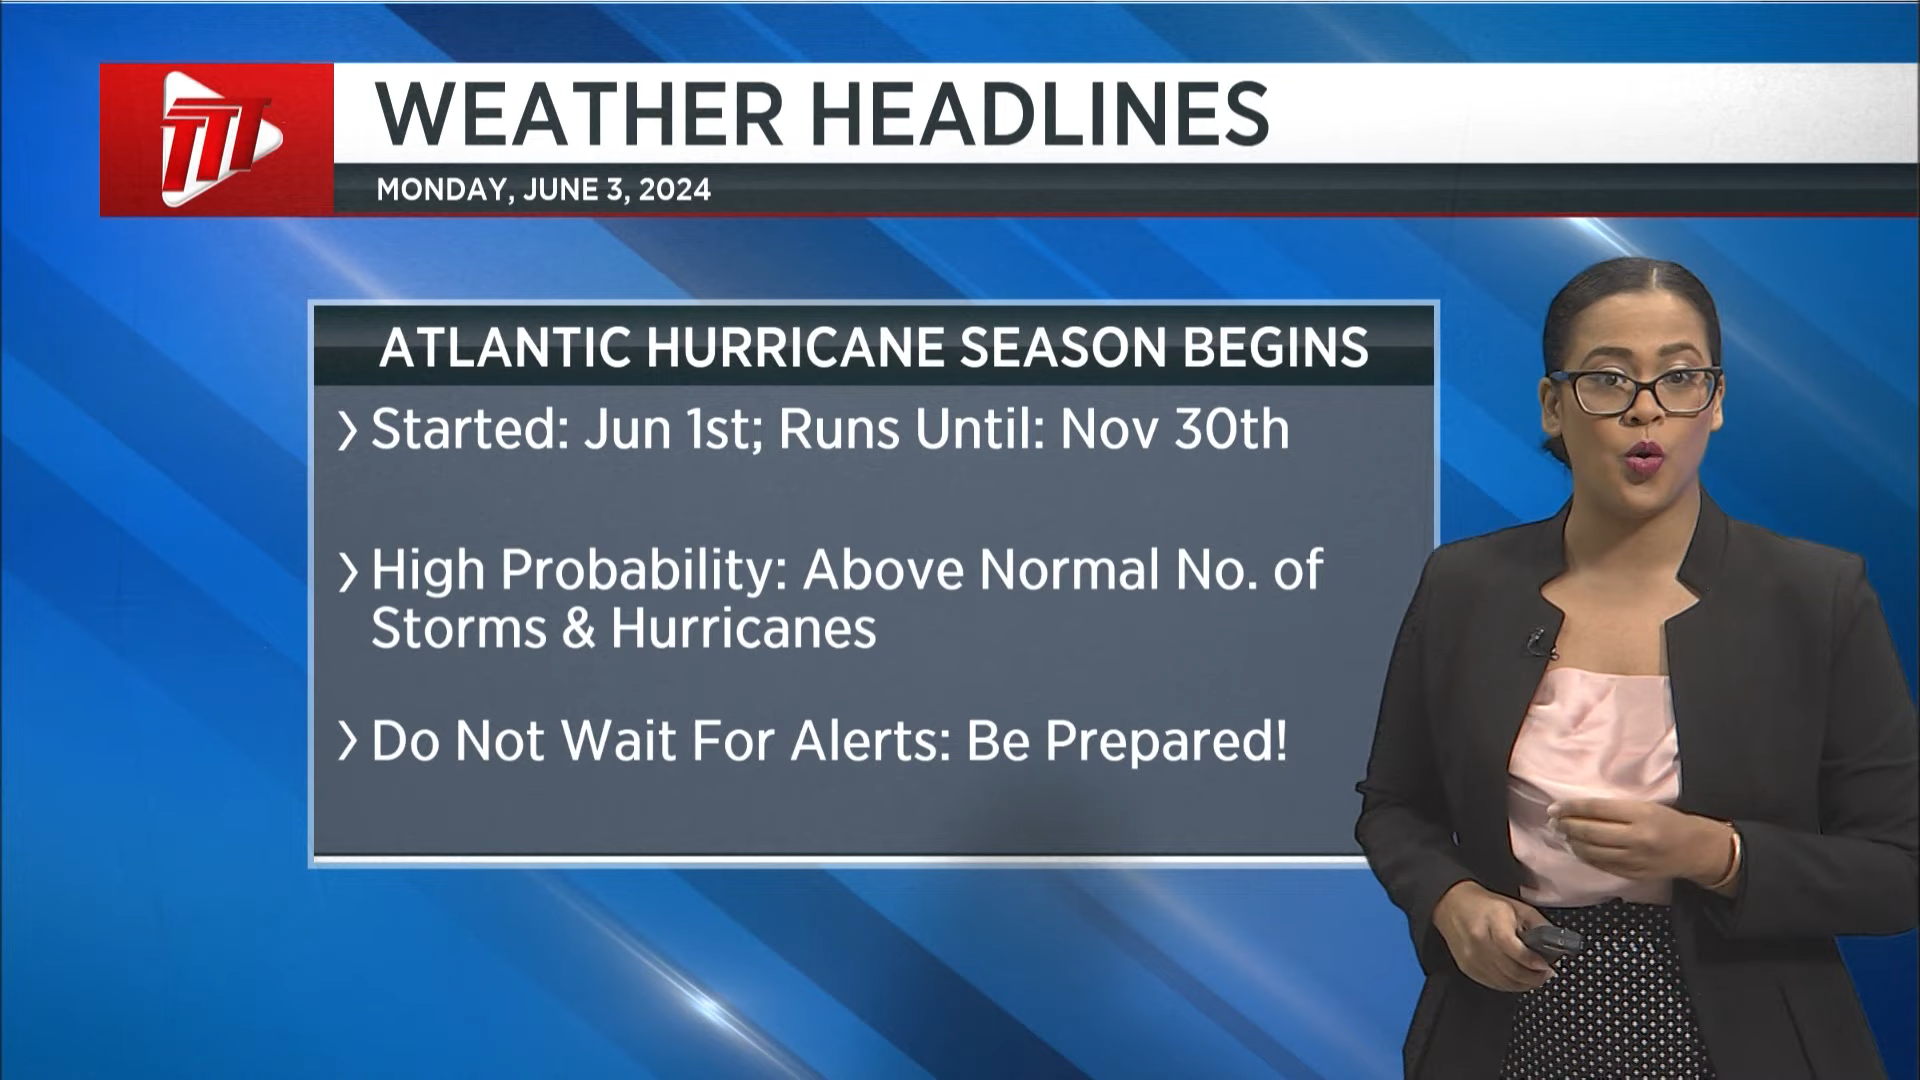 TTT
WEATHER HEADLINES
MONDAY, JUNE 3, 2024
ATLANTIC HURRICANE SEASON BEGINS
Started: Jun 1st; Runs Until: Nov 30th
High Probability: Above Normal No. of
Storms & Hurricanes
Do Not Wait For Alerts: Be Prepared!